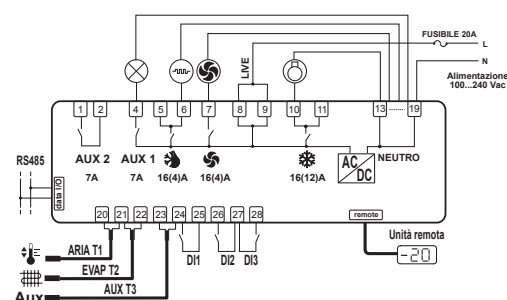 FUSIBILE 20A
L
N
LIVE
Alimentazione
100...240 Vac
1 2 4 5 6 7 8 9 10 11 13 ........ 19
AUX 2 AUX 1 AC DC NEUTRO
7A 7A 16(4)A 16(4)A 16(12)A
RS485
data I/O
remote
20 21 22 23 24 25 26 27 28
Unità remota
-20
ARIA T1
DI1 DI2 DI3
EVAP T2
AUX T3
Aux